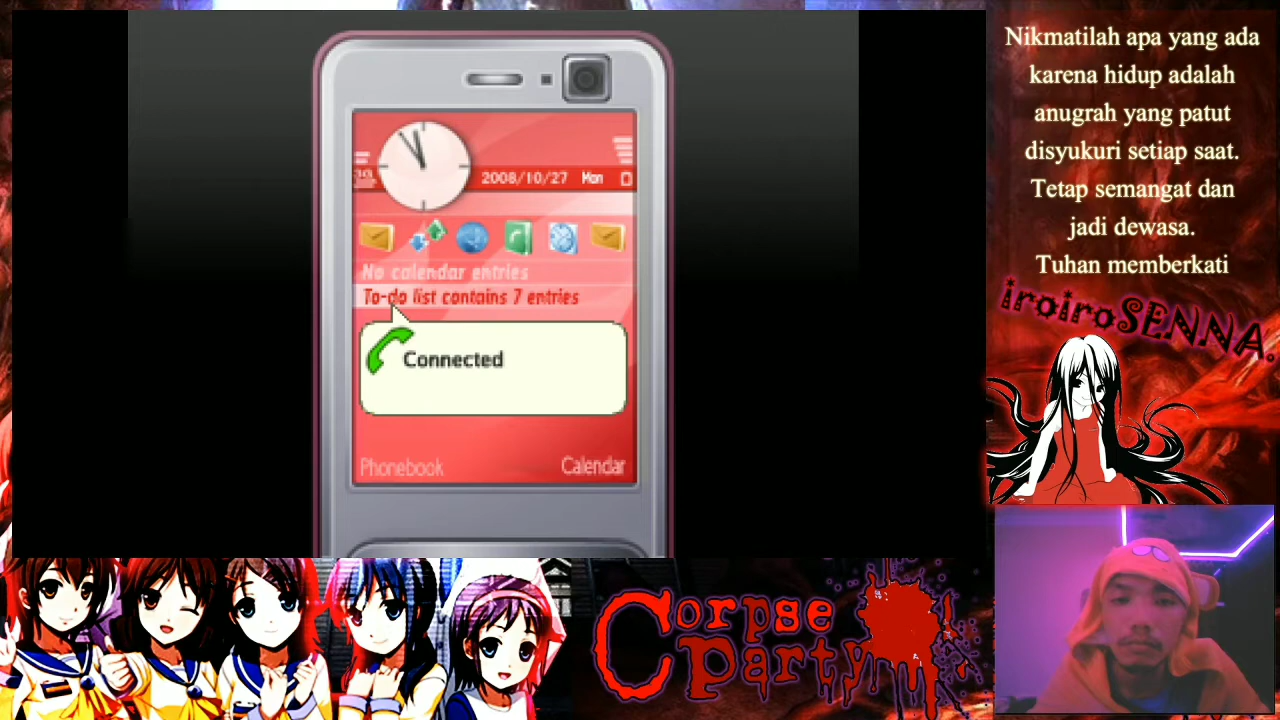 2008/10/27 Mon
No calendar entries
To-do list contains 7 entries
Connected
Phonebook
Calendar
Nikmatilah apa yang ada
karena hidup adalah
anugrah yang patut
disyukuri setiap saat.
Tetap semangat dan
jadi dewasa.
Tuhan memberkati
iroiroSENNA.
Corpse
Party